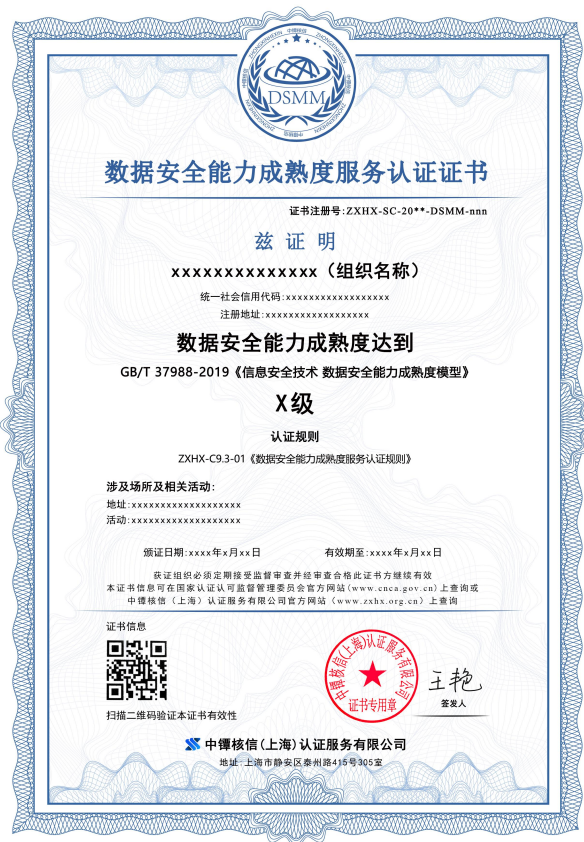 中镖核信
ZHONGBIAOHEXIN
DSMM
数据安全能力成熟度服务认证证书
证书注册号:ZXHX-SC-20**-DSMM-nnn
兹证明
xxxxxxxxxxxxxx（组织名称）
统一社会信用代码:xxxxxxxxxxxxxxxxxx
注册地址:xxxxxxxxxxxxxxxxxx
数据安全能力成熟度达到
GB/T 37988-2019《信息安全技术 数据安全能力成熟度模型》
X级
认证规则
ZXHX-C9.3-01《数据安全能力成熟度服务认证规则》
涉及场所及相关活动:
地址:xxxxxxxxxxxxxxxxxxx
活动:xxxxxxxxxxxxxxxxxxx
颁证日期:xxxx年x月xx日 有效期至:xxxx年x月xx日
获证组织必须定期接受监督审查并经审查合格此证书方继续有效
本证书信息可在国家认证认可监督管理委员会官方网站(www.cnca.gov.cn)上查询或
中镖核信（上海）认证服务有限公司官方网站（www.zxhx.org.cn）上查询
证书信息
中镖核信(上海)认证服务有限公司
证书专用章
王艳
签发人
扫描二维码验证本证书有效性
中镖核信(上海)认证服务有限公司
地址:上海市静安区泰州路415号305室